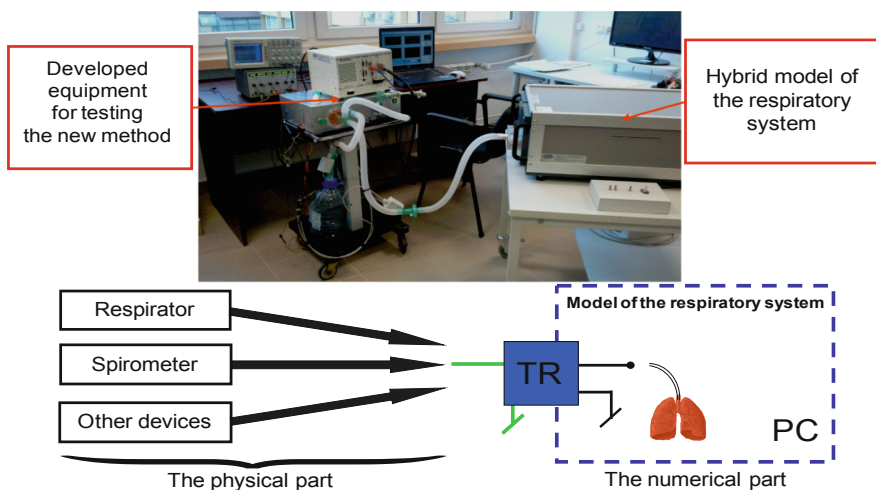 Developed
equipment
for testing
the new method
Hybrid model of
the respiratory
system
Respirator
Spirometer
Other devices
The physical part
Model of the respiratory system
TR
PC
The numerical part